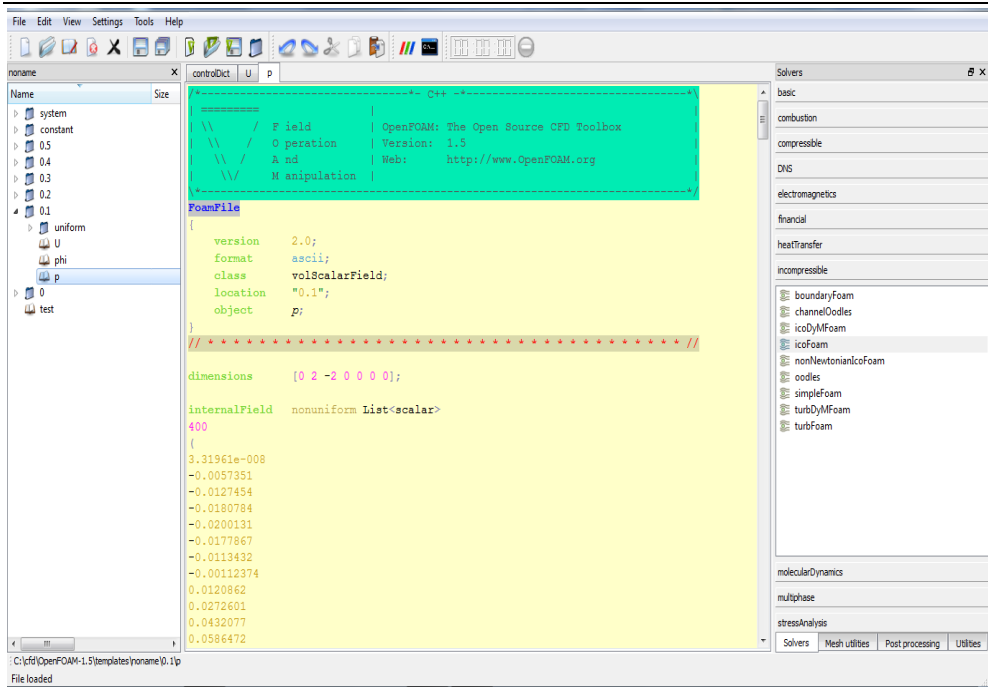 File Edit View Settings Tools Help
noname X
Name Size
system
constant
0.5
0.4
0.3
0.2
0.1
uniform
U
phi
p
0
test
controlDict U p
/*---------------------------------*- C++ -*-----------------------------------*\
| ========= | |
| \\ / F ield | OpenFOAM: The Open Source CFD Toolbox |
| \\ / O peration | Version: 1.5 |
| \\ / A nd | Web: http://www.OpenFOAM.org |
| \\/ M anipulation | |
\*---------------------------------------------------------------------------*/
FoamFile
{
version 2.0;
format ascii;
class volScalarField;
location "0.1";
object p;
}
// * * * * * * * * * * * * * * * * * * * * * * * * * * * * * * * * * * * * * //
dimensions [0 2 -2 0 0 0 0];
internalField nonuniform List<scalar>
400
(
3.31961e-008
-0.0057351
-0.0127454
-0.0180784
-0.0200131
-0.0177867
-0.0113432
-0.00112374
0.0120862
0.0272601
0.0432077
0.0586472
Solvers
basic
combustion
compressible
DNS
electromagnetics
financial
heatTransfer
incompressible
boundaryFoam
channelOodles
icoDyMFoam
icoFoam
nonNewtonianIcoFoam
oodles
simpleFoam
turbDyMFoam
turbFoam
molecularDynamics
multiphase
stressAnalysis
Solvers Mesh utilities Post processing Utilities
C:\cfd\OpenFOAM-1.5\templates\noname\0.1\p
File loaded